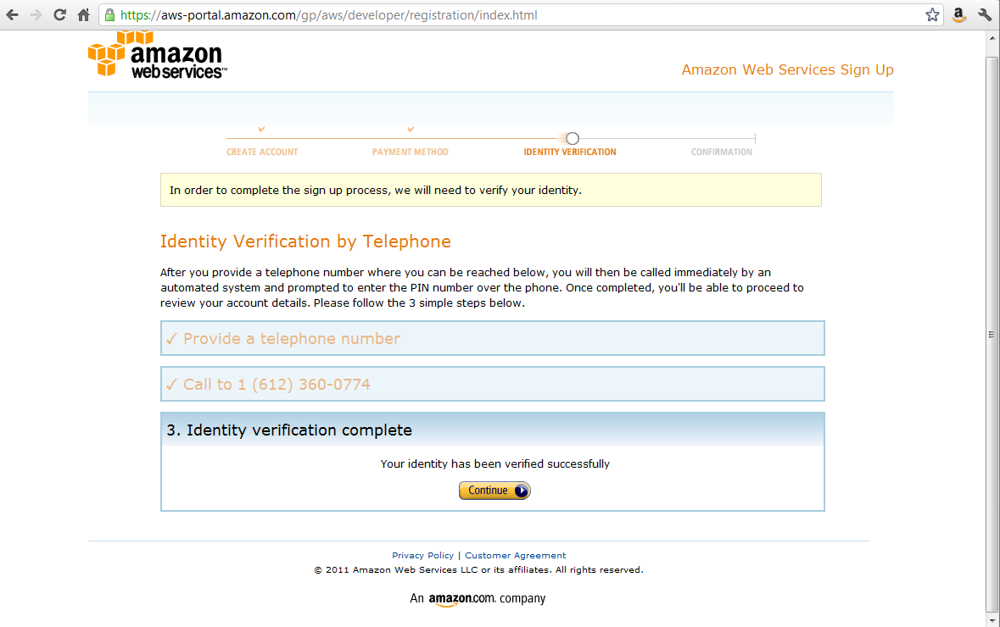 https://aws-portal.amazon.com/gp/aws/developer/registration/index.html
amazon
web services™
Amazon Web Services Sign Up
CREATE ACCOUNT PAYMENT METHOD IDENTITY VERIFICATION CONFIRMATION
In order to complete the sign up process, we will need to verify your identity.
Identity Verification by Telephone
After you provide a telephone number where you can be reached below, you will then be called immediately by an
automated system and prompted to enter the PIN number over the phone. Once completed, you'll be able to proceed to
review your account details. Please follow the 3 simple steps below.
✓ Provide a telephone number
✓ Call to 1 (612) 360-0774
3. Identity verification complete
Your identity has been verified successfully
Continue
Privacy Policy | Customer Agreement
© 2011 Amazon Web Services LLC or its affiliates. All rights reserved.
An amazon.com. company